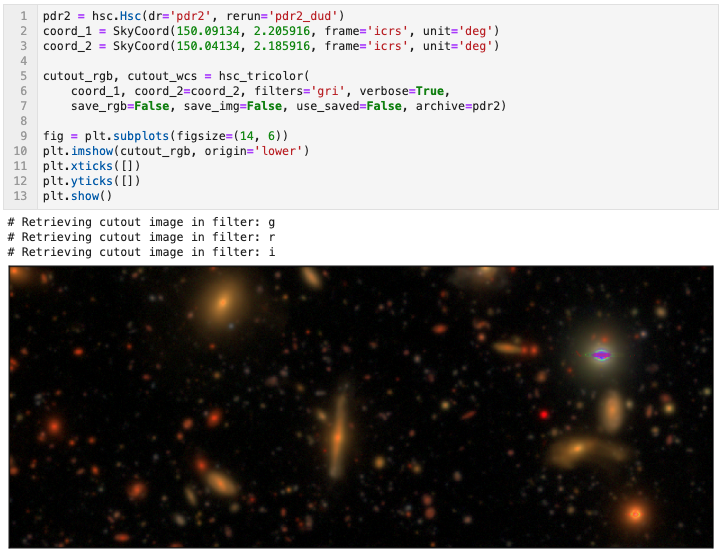 1 pdr2 = hsc.Hsc(dr='pdr2', rerun='pdr2_dud')
2 coord_1 = SkyCoord(150.09134, 2.205916, frame='icrs', unit='deg')
3 coord_2 = SkyCoord(150.04134, 2.185916, frame='icrs', unit='deg')
4
5 cutout_rgb, cutout_wcs = hsc_tricolor(
6     coord_1, coord_2=coord_2, filters='gri', verbose=True,
7     save_rgb=False, save_img=False, use_saved=False, archive=pdr2)
8
9 fig = plt.subplots(figsize=(14, 6))
10 plt.imshow(cutout_rgb, origin='lower')
11 plt.xticks([])
12 plt.yticks([])
13 plt.show()
# Retrieving cutout image in filter: g
# Retrieving cutout image in filter: r
# Retrieving cutout image in filter: i